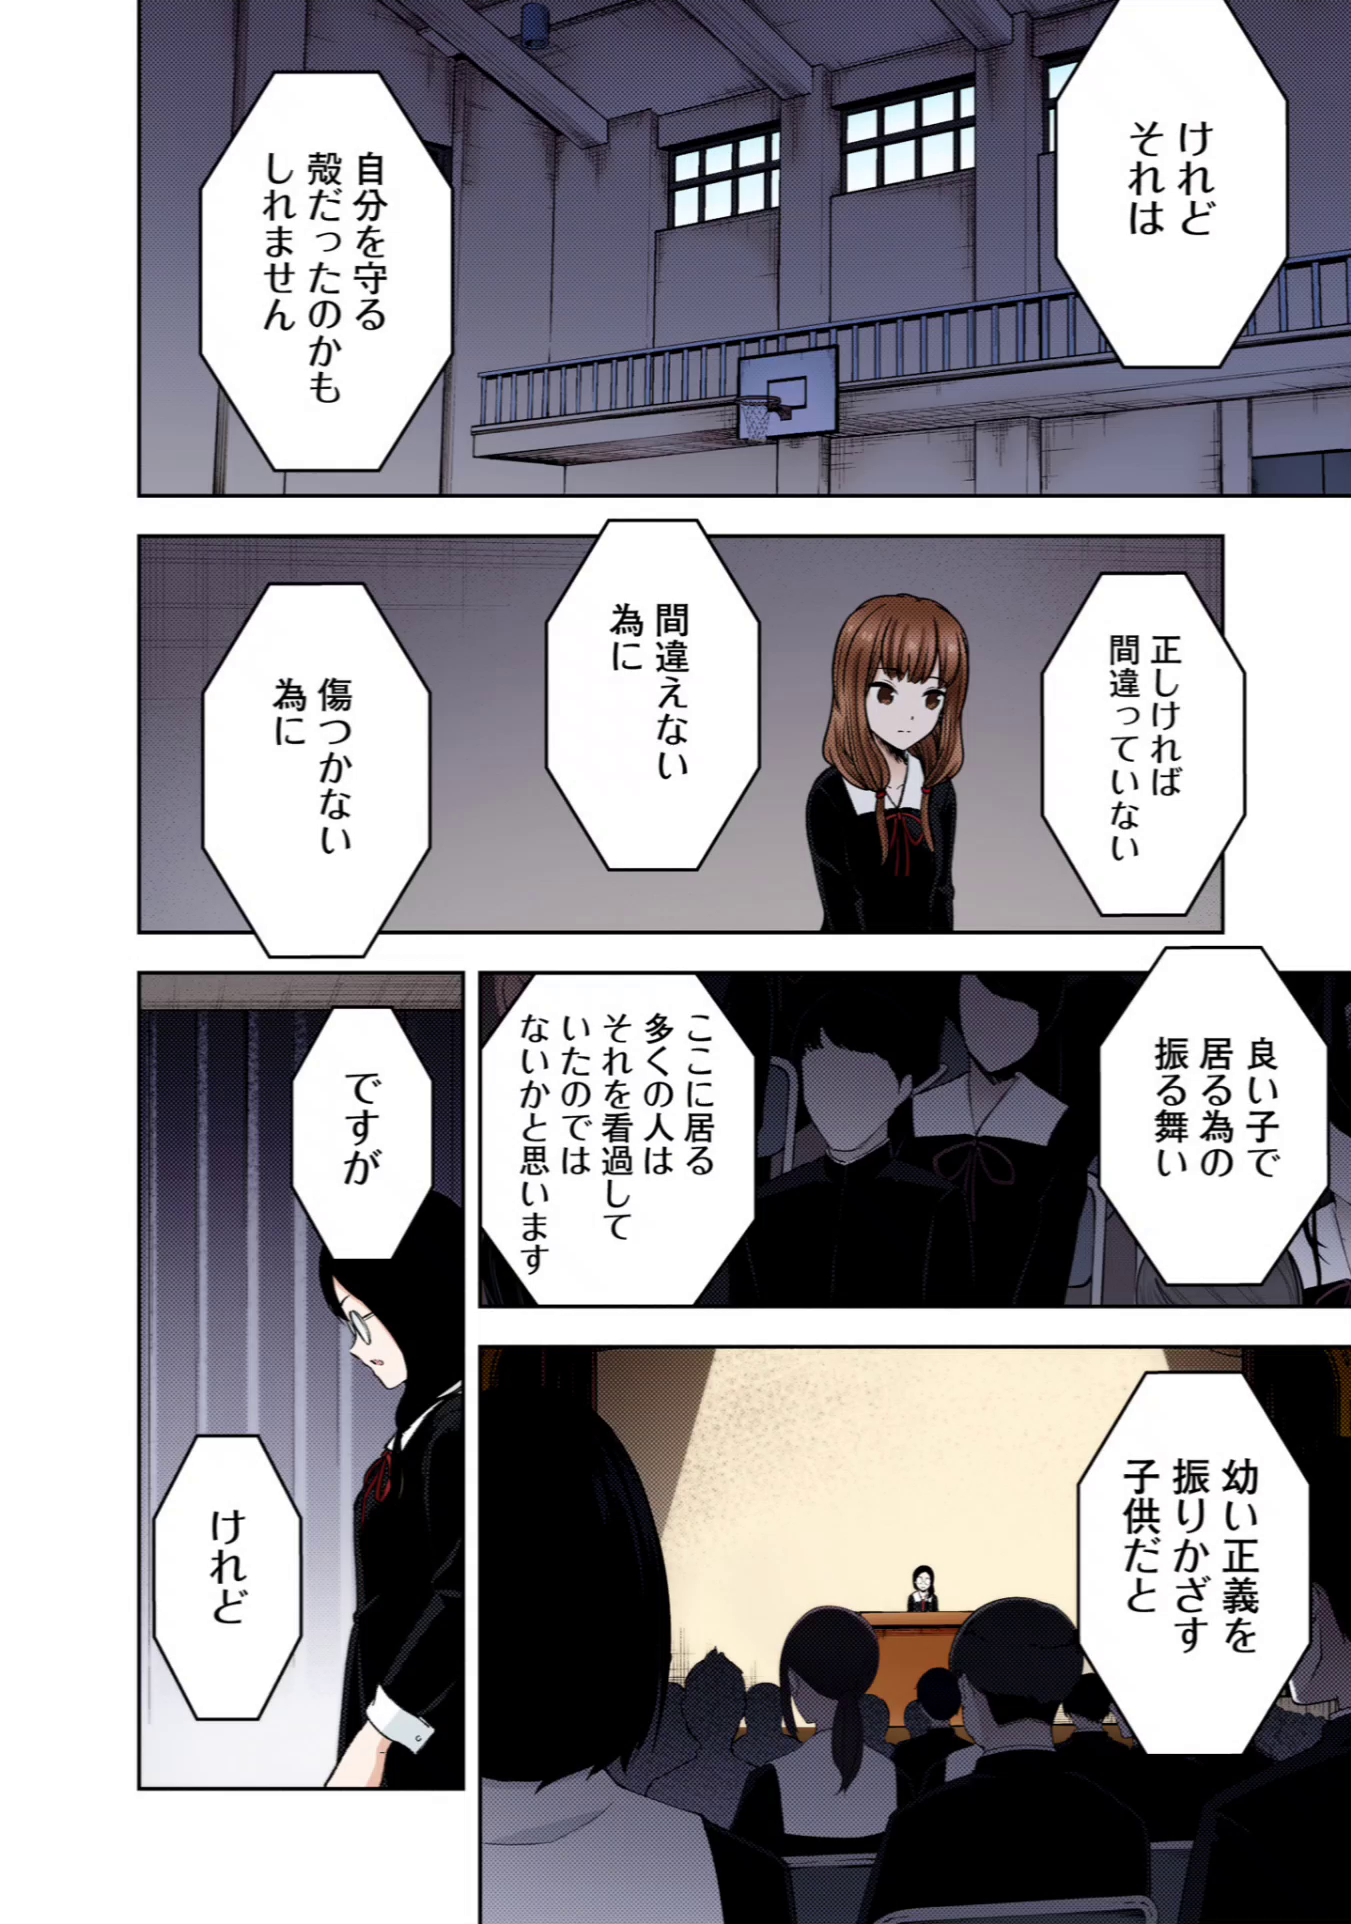 けれど
それは
自分を守る
殻だったのかも
しれません
正しければ
間違っていない
間違えない
為に
傷つかない
為に
良い子で
居る為の
振る舞い
ここに居る
多くの人は
それを看過して
いたのでは
ないかと思います
幼い正義を
振りかざす
子供だと
ですが
けれど